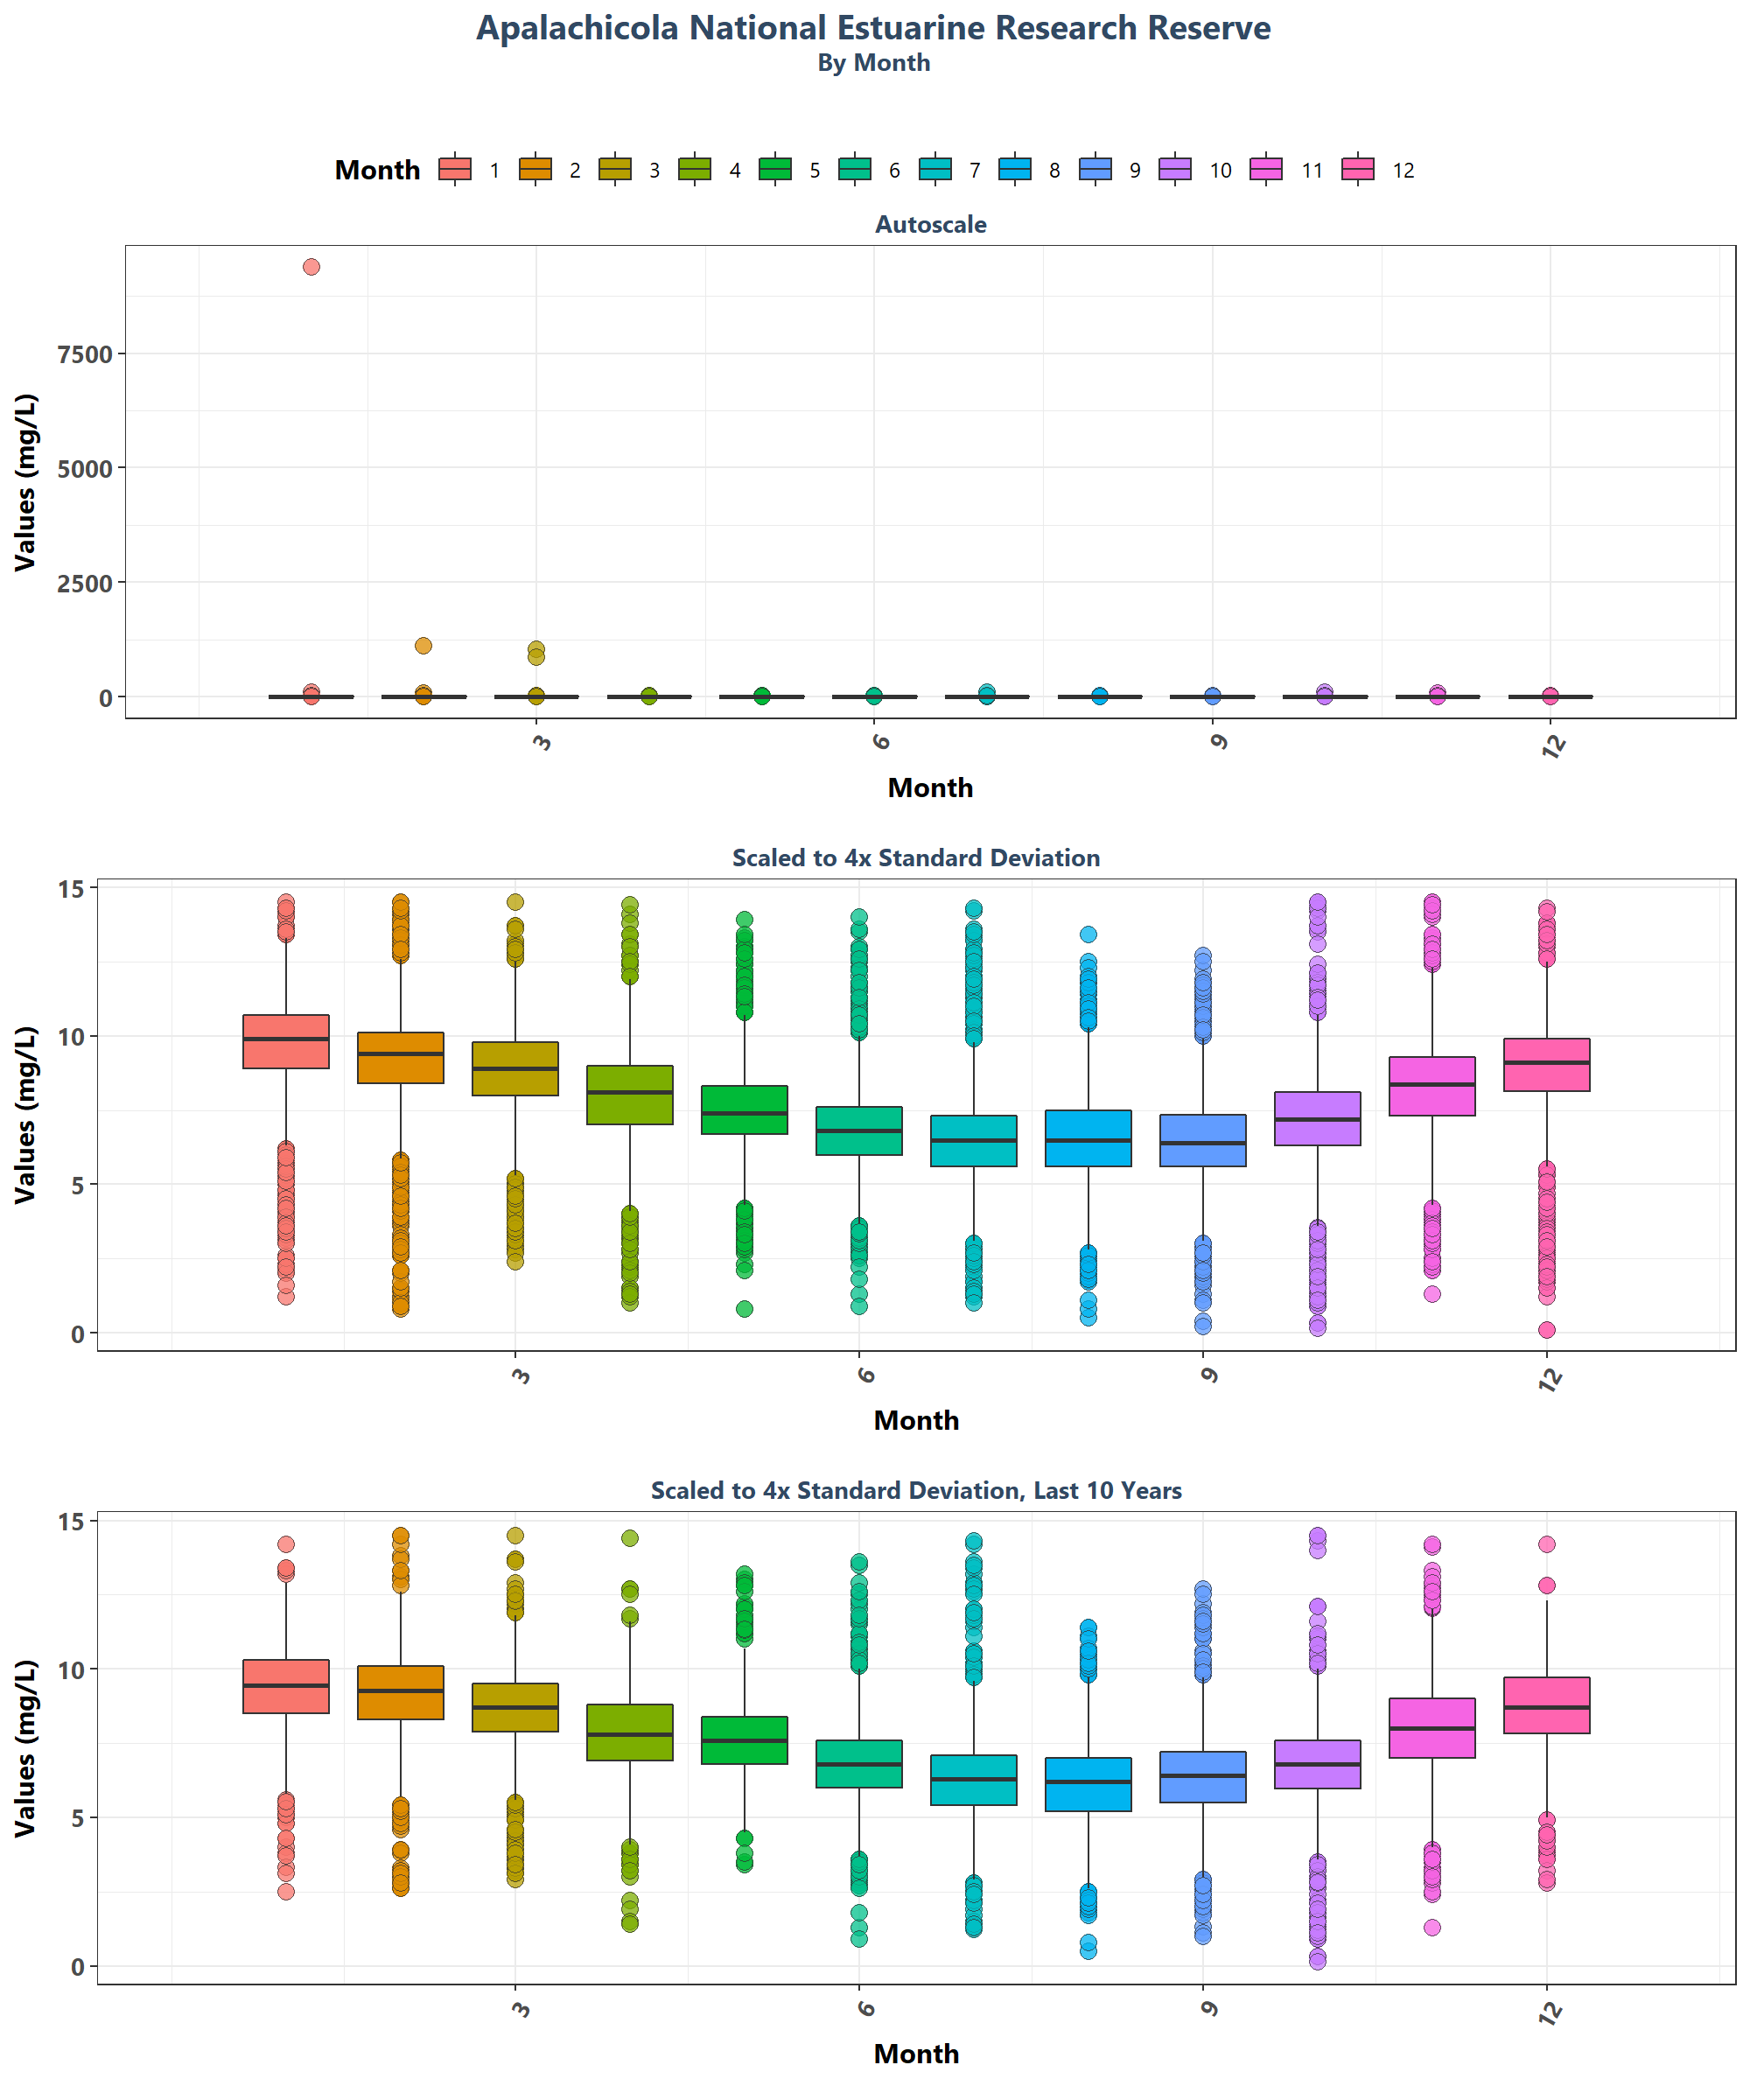 Apalachicola National Estuarine Research Reserve
By Month
Month 1 2 3 4 5 6 7 8 9 10 11 12
Autoscale
Values (mg/L)
7500
5000
2500
0
3 6 9 12
Month
Scaled to 4x Standard Deviation
Values (mg/L)
15
10
5
0
3 6 9 12
Month
Scaled to 4x Standard Deviation, Last 10 Years
Values (mg/L)
15
10
5
0
3 6 9 12
Month